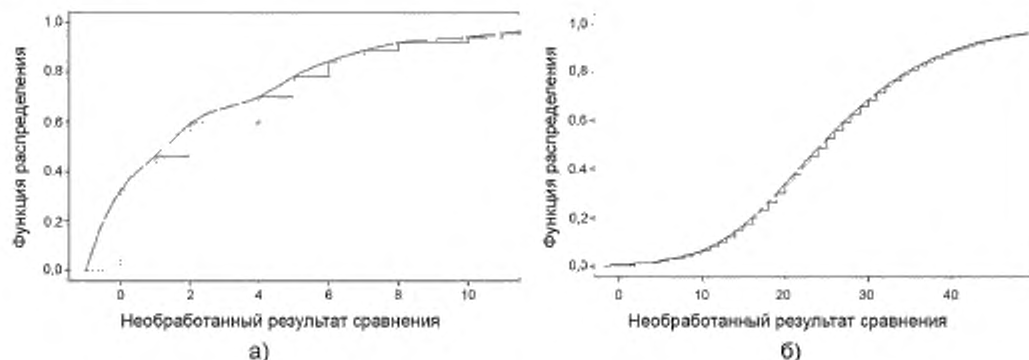 Функция распределения
1,0
0,8
0,6
0,4
0,2
0,0
0 2 4 6 8 10
Необработанный результат сравнения
а)
Функция распределения
1,0
0,8
0,6
0,4
0,2
0,0
0 10 20 30 40
Необработанный результат сравнения
б)